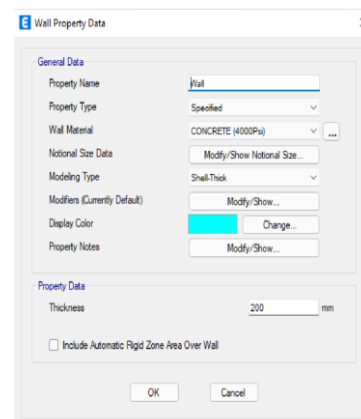 E Wall Property Data
General Data
Property Name Wall
Property Type Specified
Wall Material CONCRETE (4000Psi) ...
Notional Size Data Modify/Show Notional Size...
Modeling Type Shell-Thick
Modifiers (Currently Default) Modify/Show...
Display Color Change...
Property Notes Modify/Show...
Property Data
Thickness 200 mm
Include Automatic Rigid Zone Area Over Wall
OK Cancel